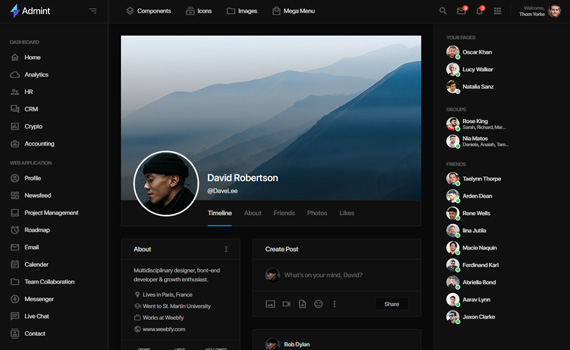 Admint
Components
Icons
Images
Mega Menu
Welcome,
Thom Yorke
DASHBOARD
Home
Analytics
HR
CRM
Crypto
Accounting
WEB APPLICATION
Profile
Newsfeed
Project Management
Roadmap
Email
Calender
Team Collaboration
Messenger
Live Chat
Contact
David Robertson
@DaveLee
Timeline
About
Friends
Photos
Likes
About
Multidisciplinary designer, front-end
developer & growth enthusiast.
Lives in Paris, France
Went to St. Martin University
Works at Weebfy
www.weebfy.com
Create Post
What's on your mind, David?
Share
Bob Dylan
YOUR PAGES
Oscar Khan
Lucy Walker
Natalia Sanz
GROUPS
Rose King
Sarah, Richard, Mar...
Nia Matos
Daniels, Anaiah, Tam...
FRIENDS
Taelynn Thorpe
Arden Dean
Rene Wells
Ilina Jutila
Macie Naquin
Ferdinand Karl
Abriella Bond
Aarav Lynn
Jaxon Clarke